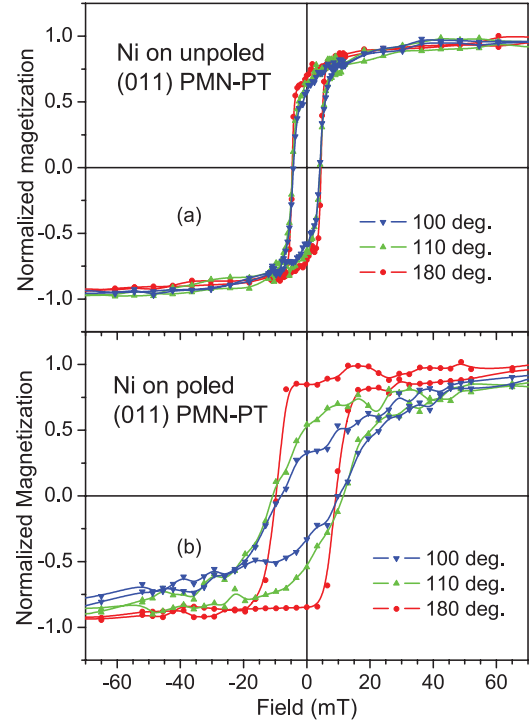 1.0
0.5
0.0
-0.5
-1.0
Normalized magetization
Ni on unpoled
(011) PMN-PT
(a)
100 deg.
110 deg.
180 deg.
1.0
0.5
0.0
-0.5
-1.0
Normalized Magnetization
Ni on poled
(011) PMN-PT
(b)
100 deg.
110 deg.
180 deg.
-60 -40 -20 0 20 40 60
Field (mT)